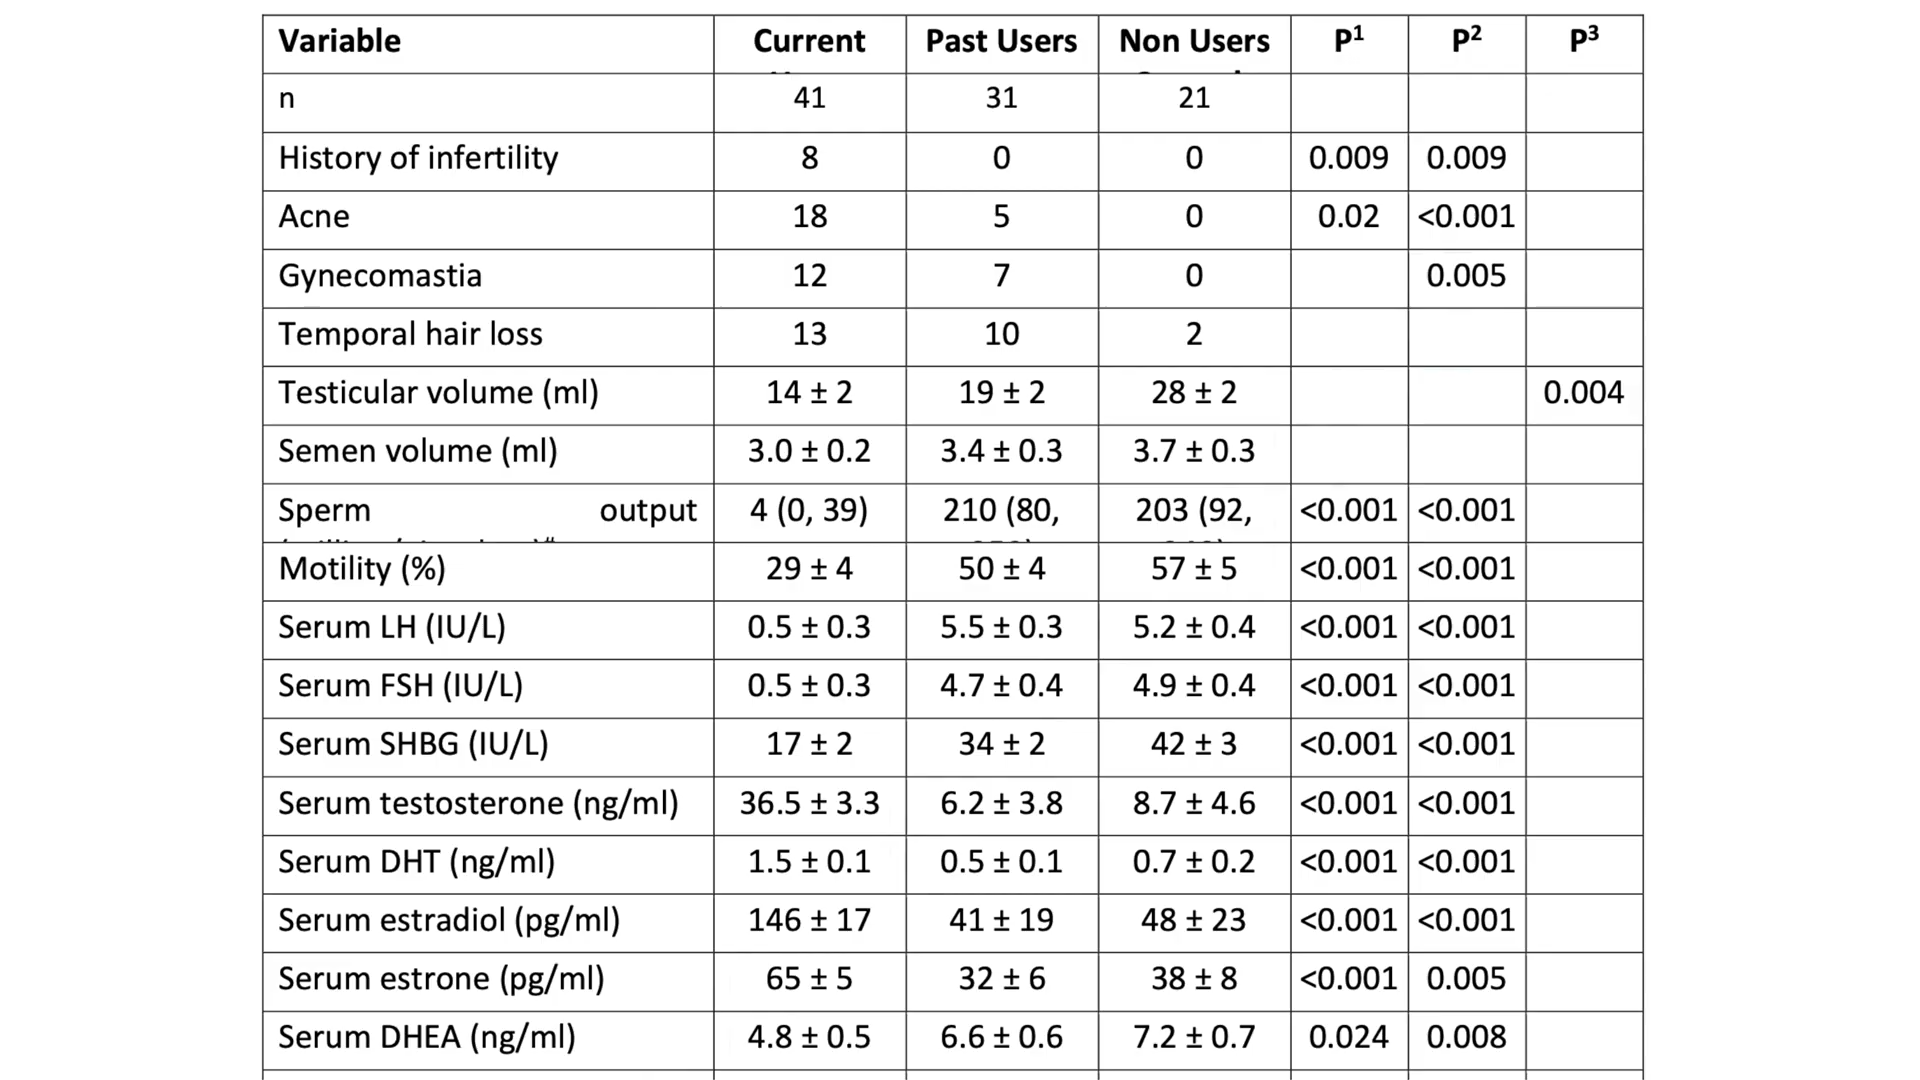 Variable Current Past Users Non Users P¹ P² P³
n 41 31 21
History of infertility 8 0 0 0.009 0.009
Acne 18 5 0 0.02 <0.001
Gynecomastia 12 7 0 0.005
Temporal hair loss 13 10 2
Testicular volume (ml) 14 ± 2 19 ± 2 28 ± 2 0.004
Semen volume (ml) 3.0 ± 0.2 3.4 ± 0.3 3.7 ± 0.3
Sperm output 4 (0, 39) 210 (80, 203 (92, <0.001 <0.001
Motility (%) 29 ± 4 50 ± 4 57 ± 5 <0.001 <0.001
Serum LH (IU/L) 0.5 ± 0.3 5.5 ± 0.3 5.2 ± 0.4 <0.001 <0.001
Serum FSH (IU/L) 0.5 ± 0.3 4.7 ± 0.4 4.9 ± 0.4 <0.001 <0.001
Serum SHBG (IU/L) 17 ± 2 34 ± 2 42 ± 3 <0.001 <0.001
Serum testosterone (ng/ml) 36.5 ± 3.3 6.2 ± 3.8 8.7 ± 4.6 <0.001 <0.001
Serum DHT (ng/ml) 1.5 ± 0.1 0.5 ± 0.1 0.7 ± 0.2 <0.001 <0.001
Serum estradiol (pg/ml) 146 ± 17 41 ± 19 48 ± 23 <0.001 <0.001
Serum estrone (pg/ml) 65 ± 5 32 ± 6 38 ± 8 <0.001 0.005
Serum DHEA (ng/ml) 4.8 ± 0.5 6.6 ± 0.6 7.2 ± 0.7 0.024 0.008